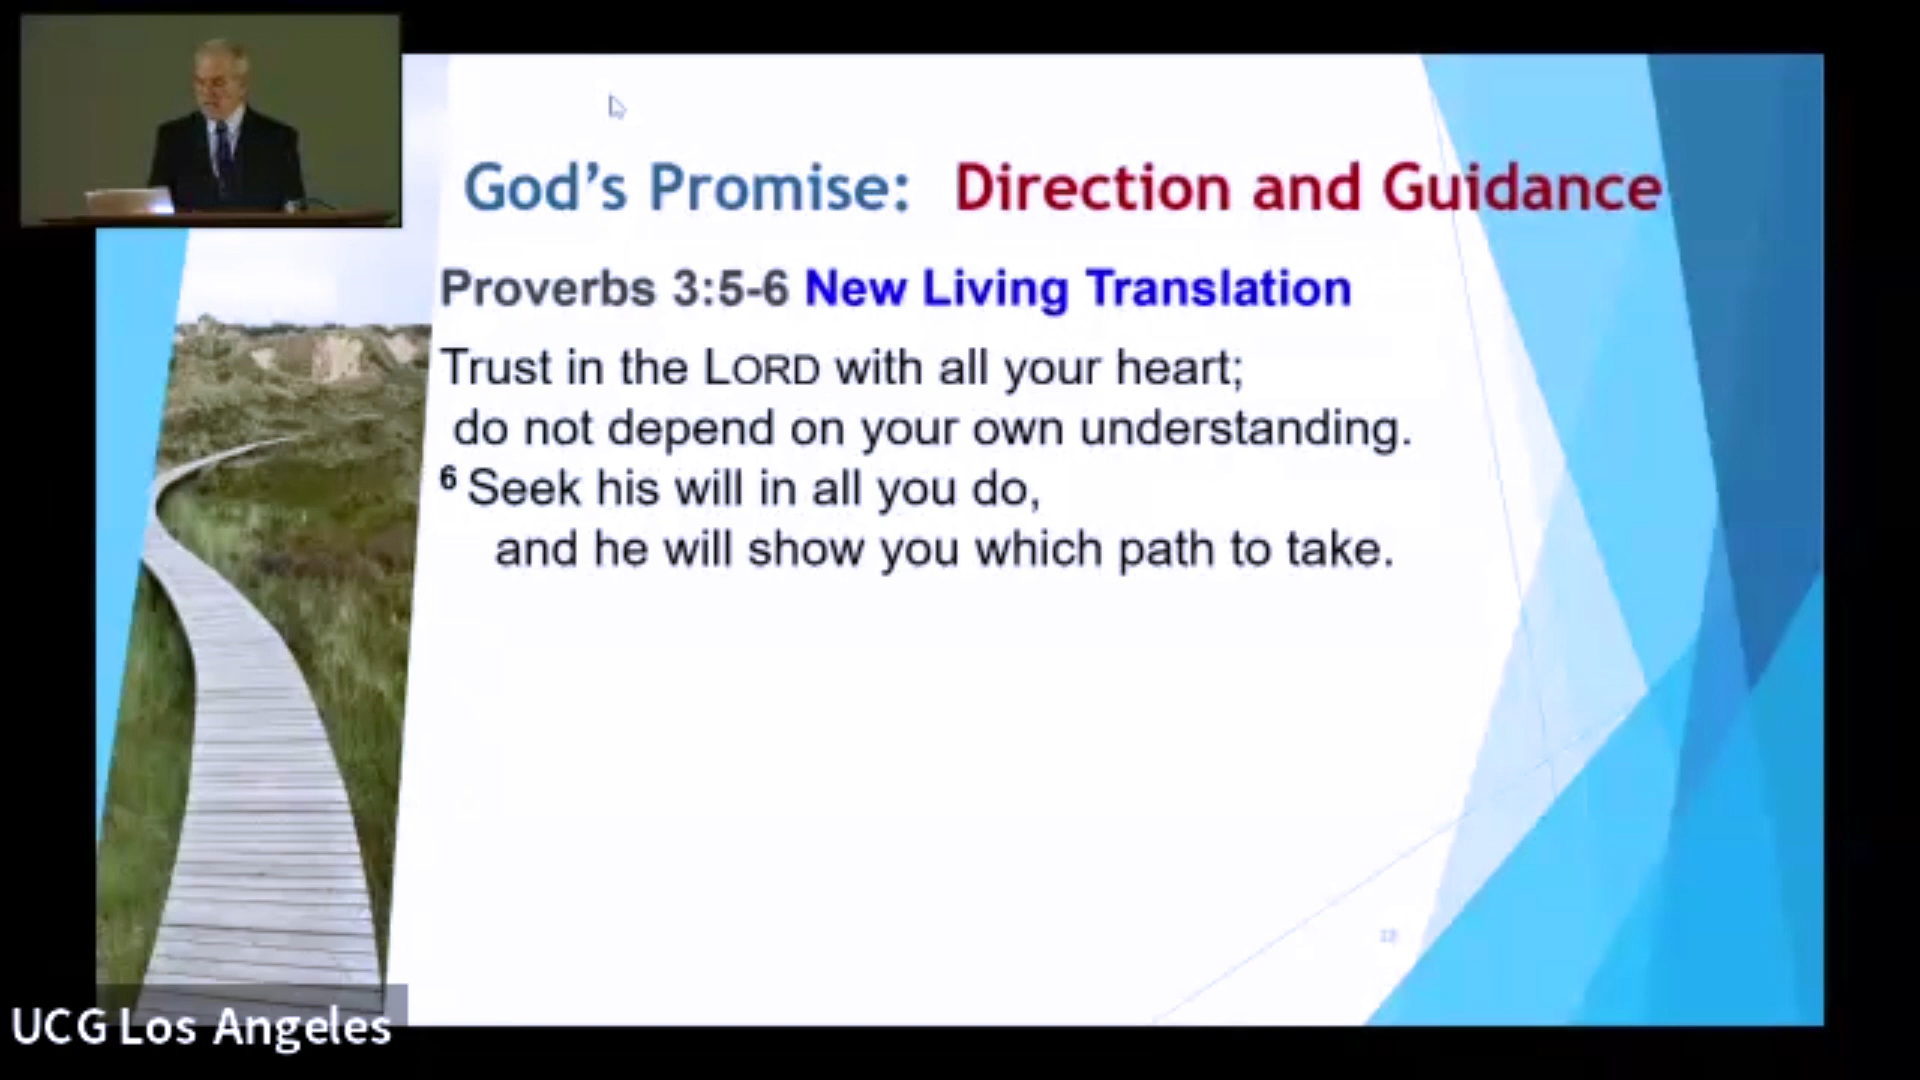 God's Promise: Direction and Guidance
Proverbs 3:5-6 New Living Translation
Trust in the LORD with all your heart;
do not depend on your own understanding.
6 Seek his will in all you do,
and he will show you which path to take.
UCG Los Angeles